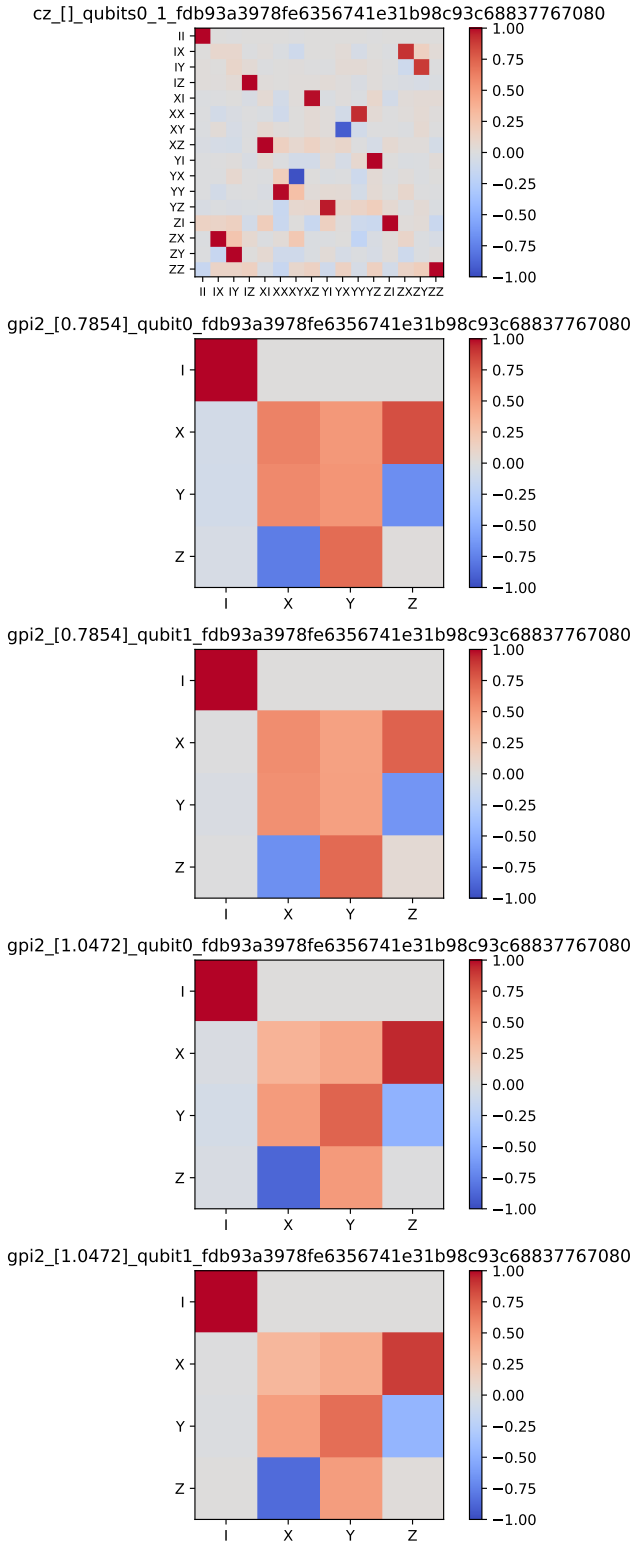 cz_[]_qubits0_1_fdb93a3978fe6356741e31b98c93c68837767080
II
IX
IY
IZ
XI
XX
XY
XZ
YI
YX
YY
YZ
ZI
ZX
ZY
ZZ
II IX IY IZ XI XX XY XZ YI YX YY YZ ZI ZX ZY ZZ
1.00
0.75
0.50
0.25
0.00
−0.25
−0.50
−0.75
−1.00
gpi2_[0.7854]_qubit0_fdb93a3978fe6356741e31b98c93c68837767080
I
X
Y
Z
I X Y Z
1.00
0.75
0.50
0.25
0.00
−0.25
−0.50
−0.75
−1.00
gpi2_[0.7854]_qubit1_fdb93a3978fe6356741e31b98c93c68837767080
I
X
Y
Z
I X Y Z
1.00
0.75
0.50
0.25
0.00
−0.25
−0.50
−0.75
−1.00
gpi2_[1.0472]_qubit0_fdb93a3978fe6356741e31b98c93c68837767080
I
X
Y
Z
I X Y Z
1.00
0.75
0.50
0.25
0.00
−0.25
−0.50
−0.75
−1.00
gpi2_[1.0472]_qubit1_fdb93a3978fe6356741e31b98c93c68837767080
I
X
Y
Z
I X Y Z
1.00
0.75
0.50
0.25
0.00
−0.25
−0.50
−0.75
−1.00